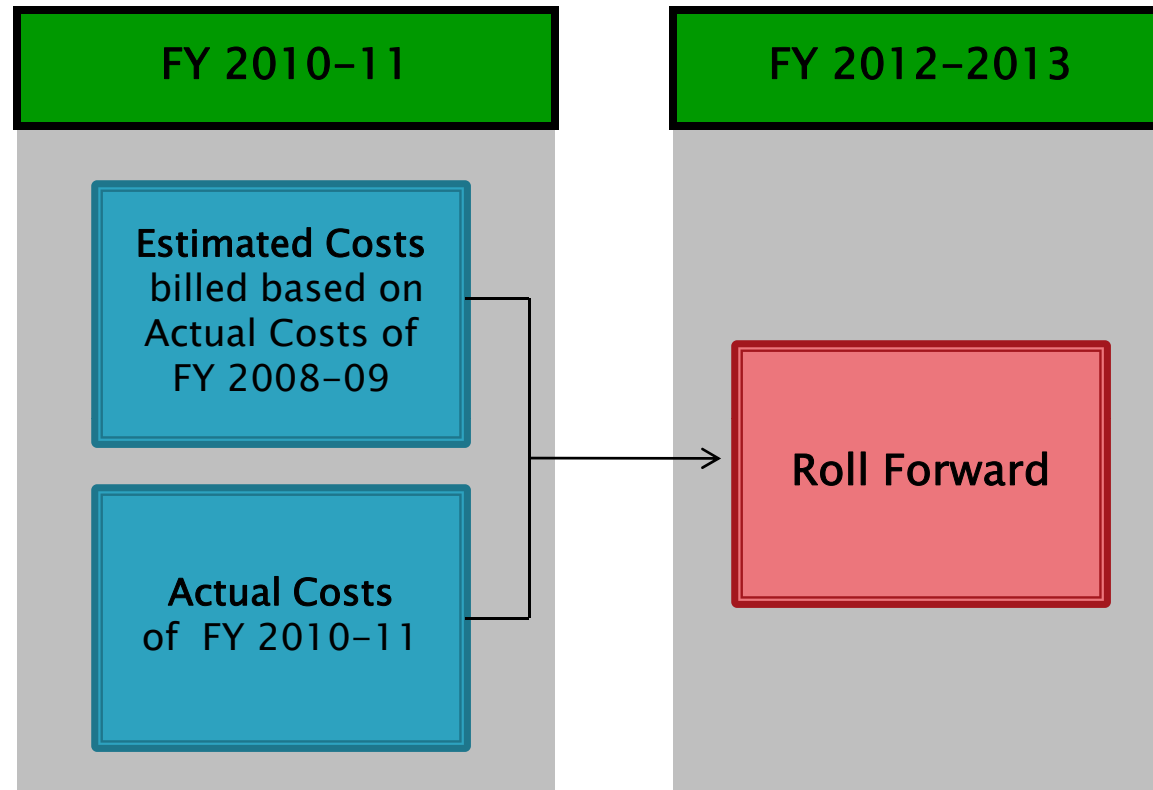 FY 2010-11
Estimated Costs
billed based on
Actual Costs of
FY 2008-09
Actual Costs
of FY 2010-11
FY 2012-2013
Roll Forward